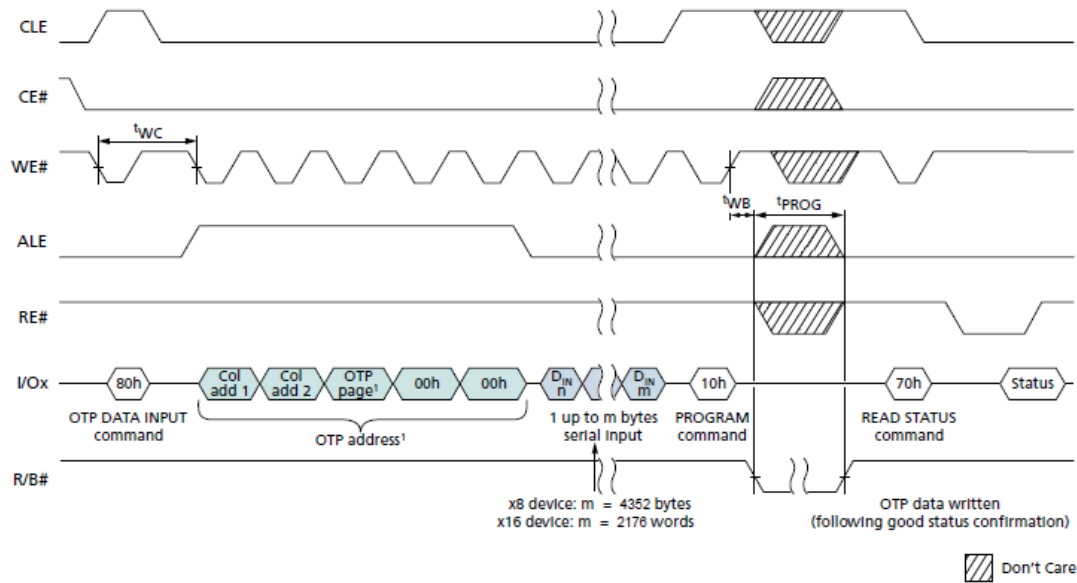 CLE
CE#
tWC
WE#
tWB
tPROG
ALE
RE#
I/Ox
80h
Col add 1
Col add 2
OTP page¹
00h
00h
DIN n
DIN m
10h
70h
Status
OTP DATA INPUT
command
OTP address¹
1 up to m bytes
serial input
PROGRAM
command
READ STATUS
command
R/B#
x8 device: m = 4352 bytes
x16 device: m = 2176 words
OTP data written
(following good status confirmation)
Don't Care